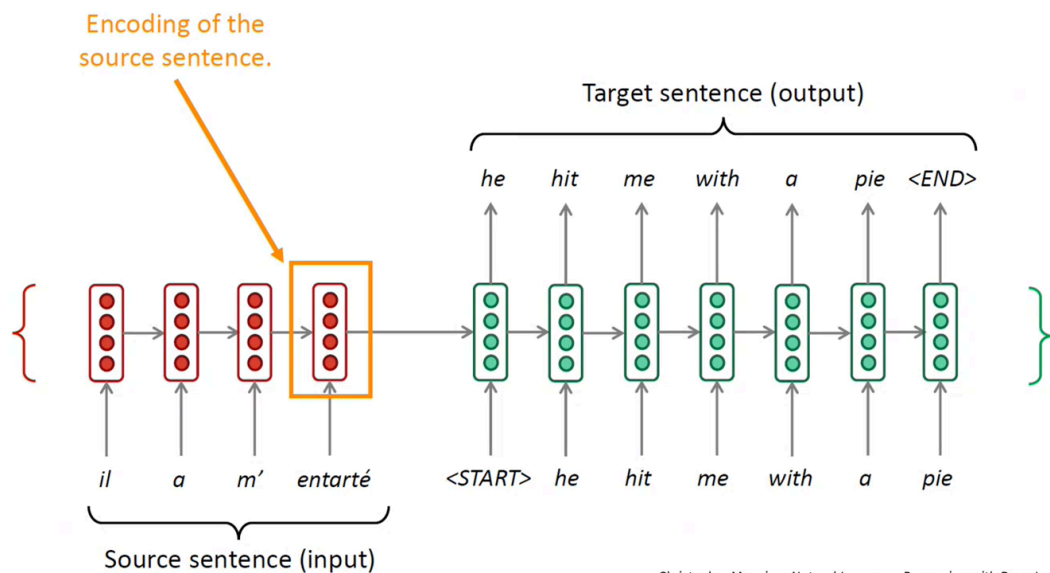 Encoding of the
source sentence.
Target sentence (output)
he hit me with a pie <END>
il a m’ entarté <START> he hit me with a pie
Source sentence (input)